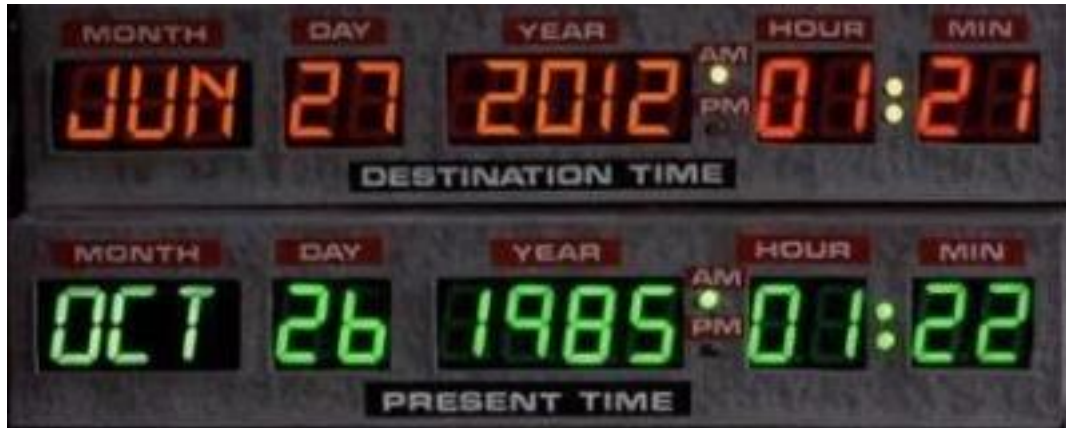 MONTH DAY YEAR HOUR MIN
JUN 27 2012 AM PM 01:21
DESTINATION TIME
MONTH DAY YEAR HOUR MIN
OCT 26 1985 AM PM 01:22
PRESENT TIME